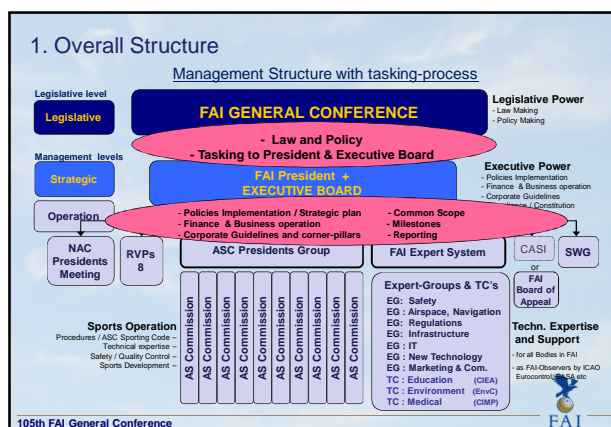 1. Overall Structure
Management Structure with tasking-process
Legislative level
Legislative
FAI GENERAL CONFERENCE
Legislative Power
- Law Making
- Policy Making
- Law and Policy
- Tasking to President & Executive Board
Management levels
Strategic
FAI President +
EXECUTIVE BOARD
Executive Power
- Policies Implementation
- Finance & Business operation
- Corporate Guidelines
/ Constitution
Operation
- Policies Implementation / Strategic plan
- Finance & Business operation
- Corporate Guidelines and corner-pillars
- Common Scope
- Milestones
- Reporting
NAC
Presidents
Meeting
RVPs
8
ASC Presidents Group
FAI Expert System
CASI
or
FAI
Board of
Appeal
SWG
AS Commission
AS Commission
AS Commission
AS Commission
AS Commission
AS Commission
AS Commission
AS Commission
AS Commission
AS Commission
Expert-Groups & TC's
EG: Safety
EG : Airspace, Navigation
EG : Regulations
EG : Infrastructure
EG : IT
EG : New Technology
EG : Marketing & Com.
TC : Education (CIEA)
TC : Environment (EnvC)
TC : Medical (CIMP)
Sports Operation
Procedures / ASC Sporting Code –
Technical expertise –
Safety / Quality Control –
Sports Development –
Techn. Expertise
and Support
- for all Bodies in FAI
- as FAI-Observers by ICAO
Eurocontrol, EASA etc
FAI
105th FAI General Conference